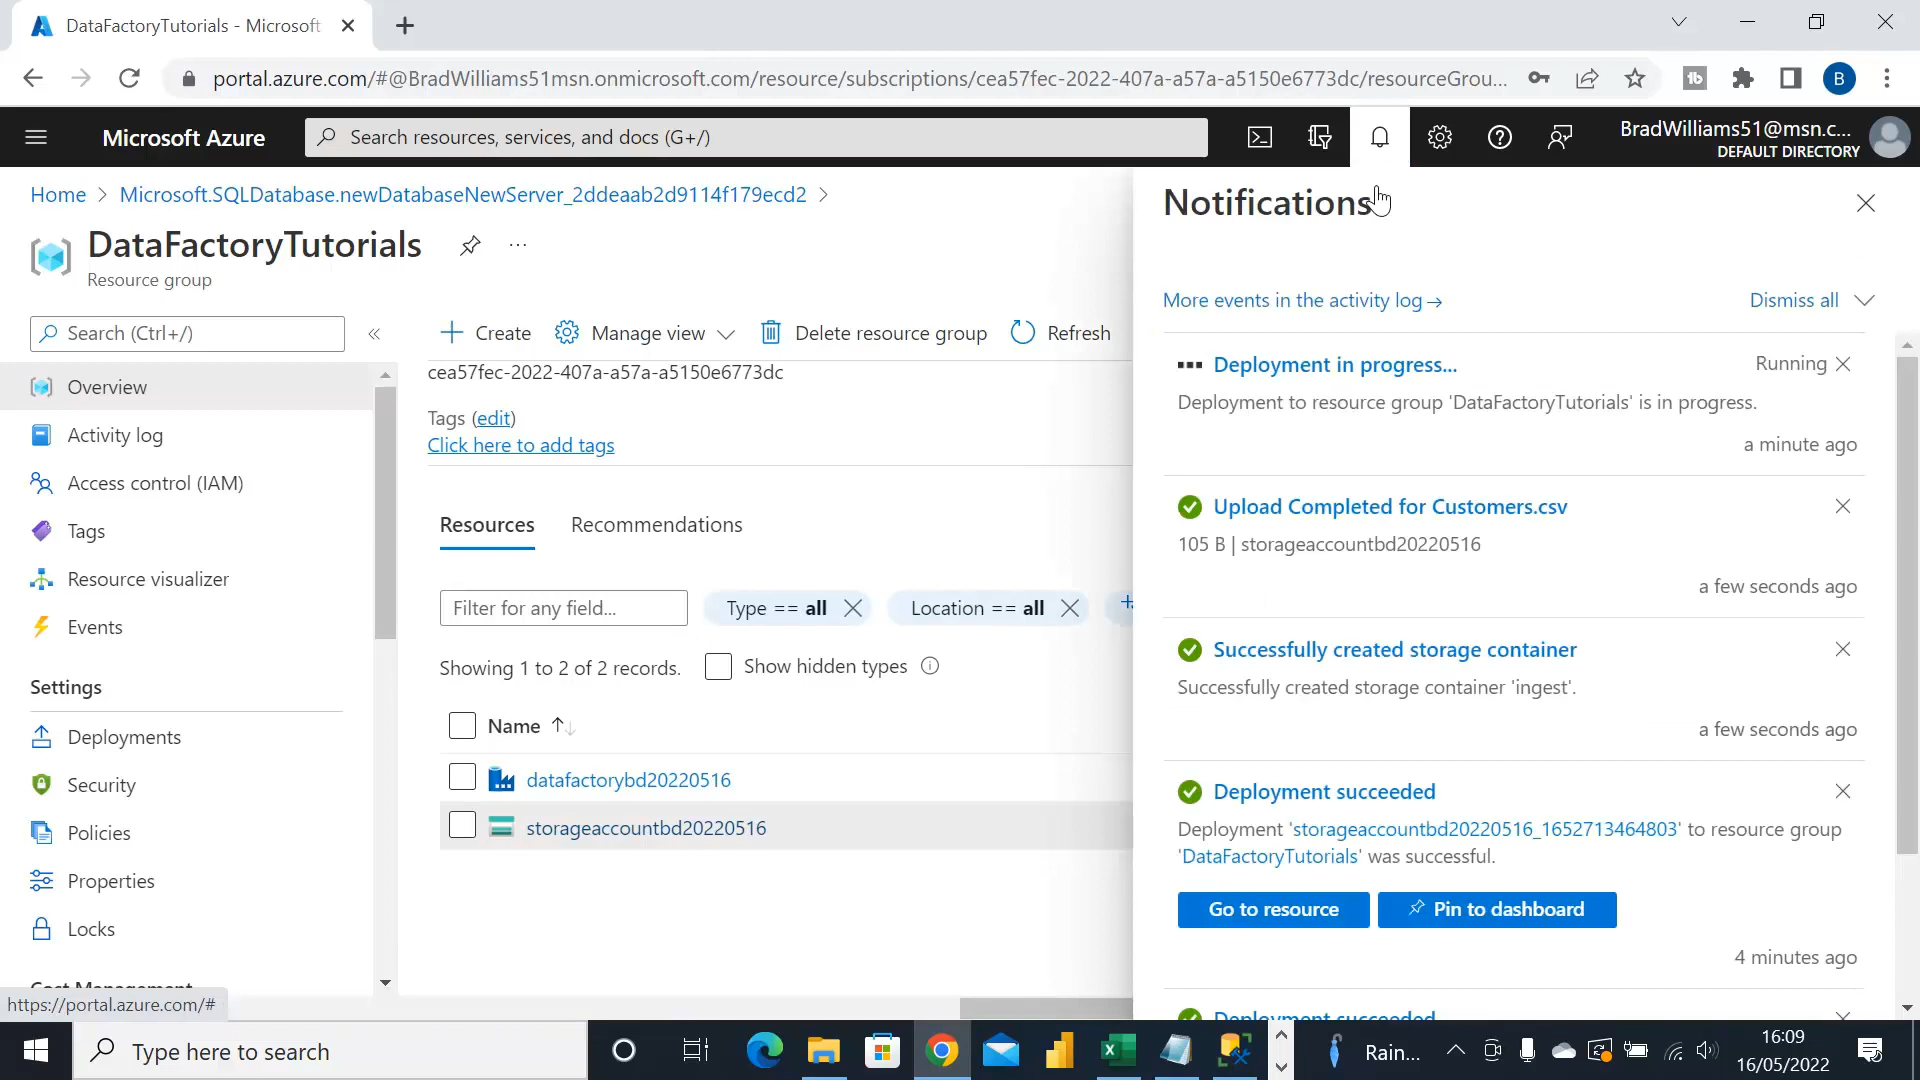 DataFactoryTutorials - Microsoft
portal.azure.com/#@BradWilliams51msn.onmicrosoft.com/resource/subscriptions/cea57fec-2022-407a-a57a-a5150e6773dc/resourceGrou...
B
Microsoft Azure
Search resources, services, and docs (G+/)
BradWilliams51@msn.c...
DEFAULT DIRECTORY
Home > Microsoft.SQLDatabase.newDatabaseNewServer_2ddeaab2d9114f179ecd2 >
DataFactoryTutorials
Resource group
Search (Ctrl+/)
Overview
Activity log
Access control (IAM)
Tags
Resource visualizer
Events
Settings
Deployments
Security
Policies
Properties
Locks
Cost Management
Create
Manage view
Delete resource group
Refresh
cea57fec-2022-407a-a57a-a5150e6773dc
Tags (edit)
Click here to add tags
Resources
Recommendations
Filter for any field...
Type == all
Location == all
Showing 1 to 2 of 2 records.
Show hidden types
Name
datafactorybd20220516
storageaccountbd20220516
Notifications
More events in the activity log →
Dismiss all
Deployment in progress...
Running
Deployment to resource group 'DataFactoryTutorials' is in progress.
a minute ago
Upload Completed for Customers.csv
105 B | storageaccountbd20220516
a few seconds ago
Successfully created storage container
Successfully created storage container 'ingest'.
a few seconds ago
Deployment succeeded
Deployment 'storageaccountbd20220516_1652713464803' to resource group
'DataFactoryTutorials' was successful.
Go to resource
Pin to dashboard
4 minutes ago
Deployment succeeded
https://portal.azure.com/#
Type here to search
Rain...
16:09
16/05/2022